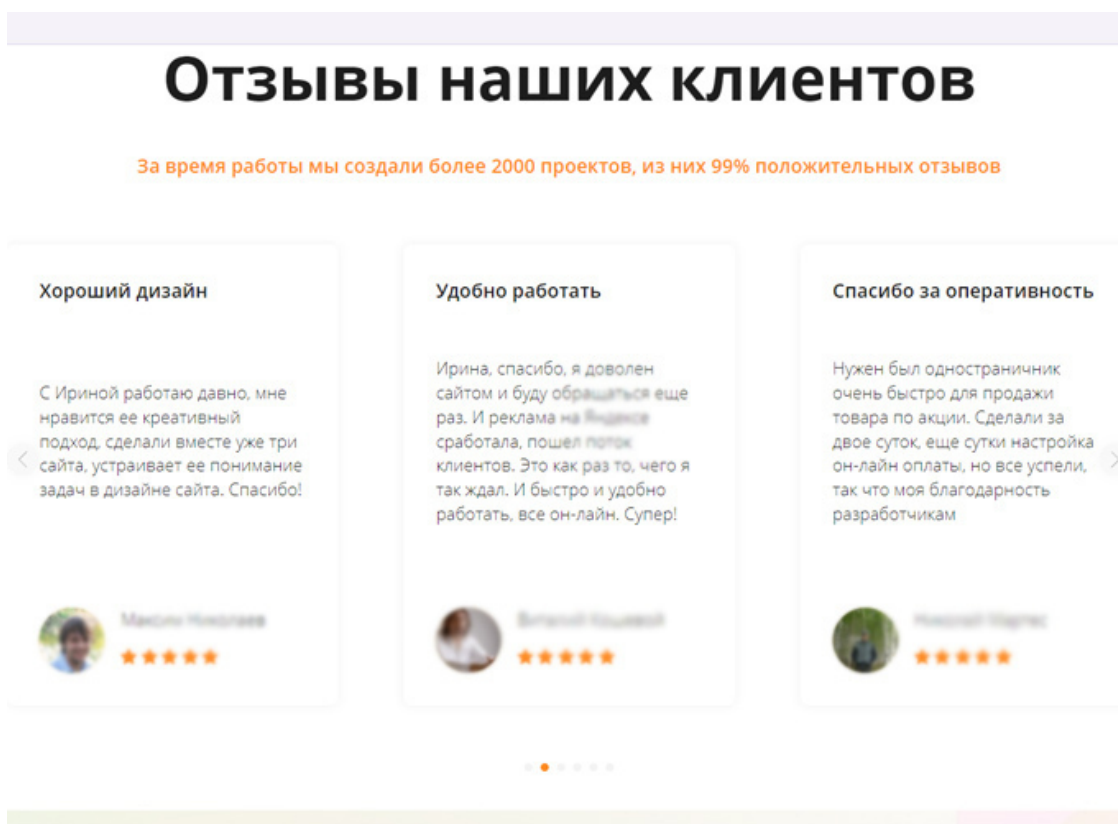 Отзывы наших клиентов
За время работы мы создали более 2000 проектов, из них 99% положительных отзывов
Хороший дизайн
С Ириной работаю давно, мне
нравится ее креативный
подход, сделали вместе уже три
сайта, устраивает ее понимание
задач в дизайне сайта. Спасибо!
Удобно работать
Ирина, спасибо, я доволен
сайтом и буду обращаться еще
раз. И реклама на Яндексе
сработала, пошел поток
клиентов. Это как раз то, чего я
так ждал. И быстро и удобно
работать, все он-лайн. Супер!
Спасибо за оперативность
Нужен был одностраничник
очень быстро для продажи
товара по акции. Сделали за
двое суток, еще сутки настройка
он-лайн оплаты, но все успели,
так что моя благодарность
разработчикам